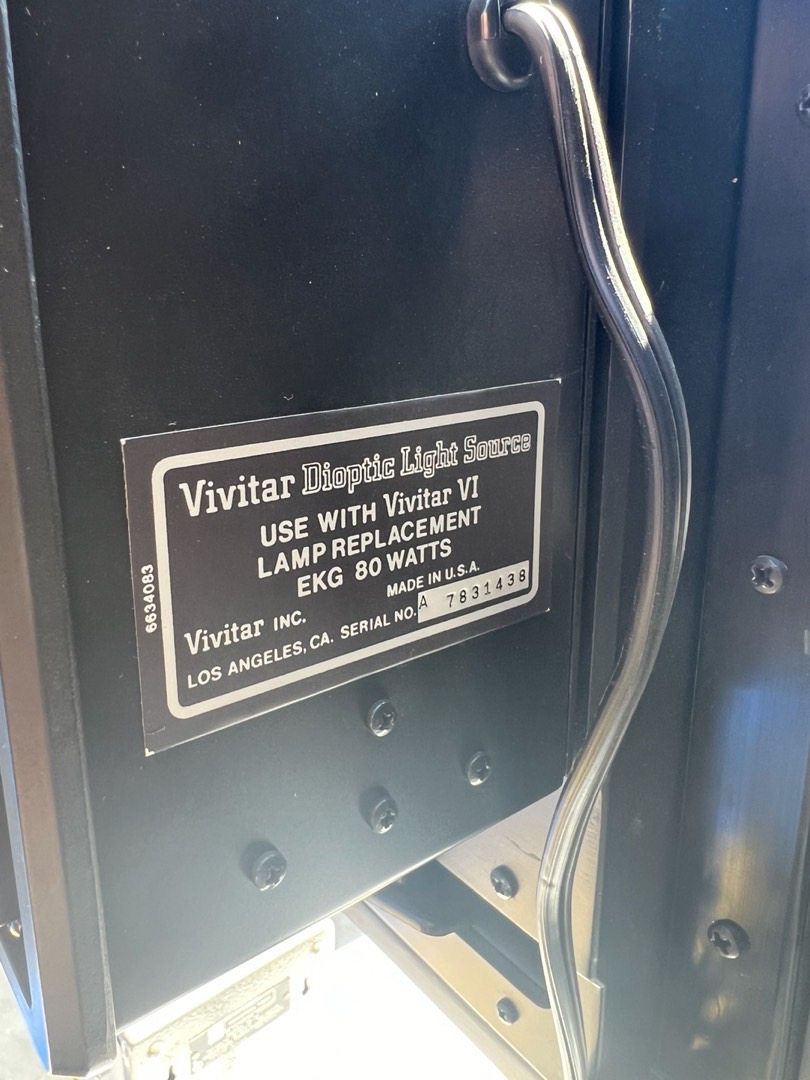 Vivitar Dioptic Light Source
USE WITH Vivitar VI
LAMP REPLACEMENT
EKG 80 WATTS
MADE IN U.S.A.
Vivitar INC.
LOS ANGELES, CA. SERIAL NO. A 7831438
6634083